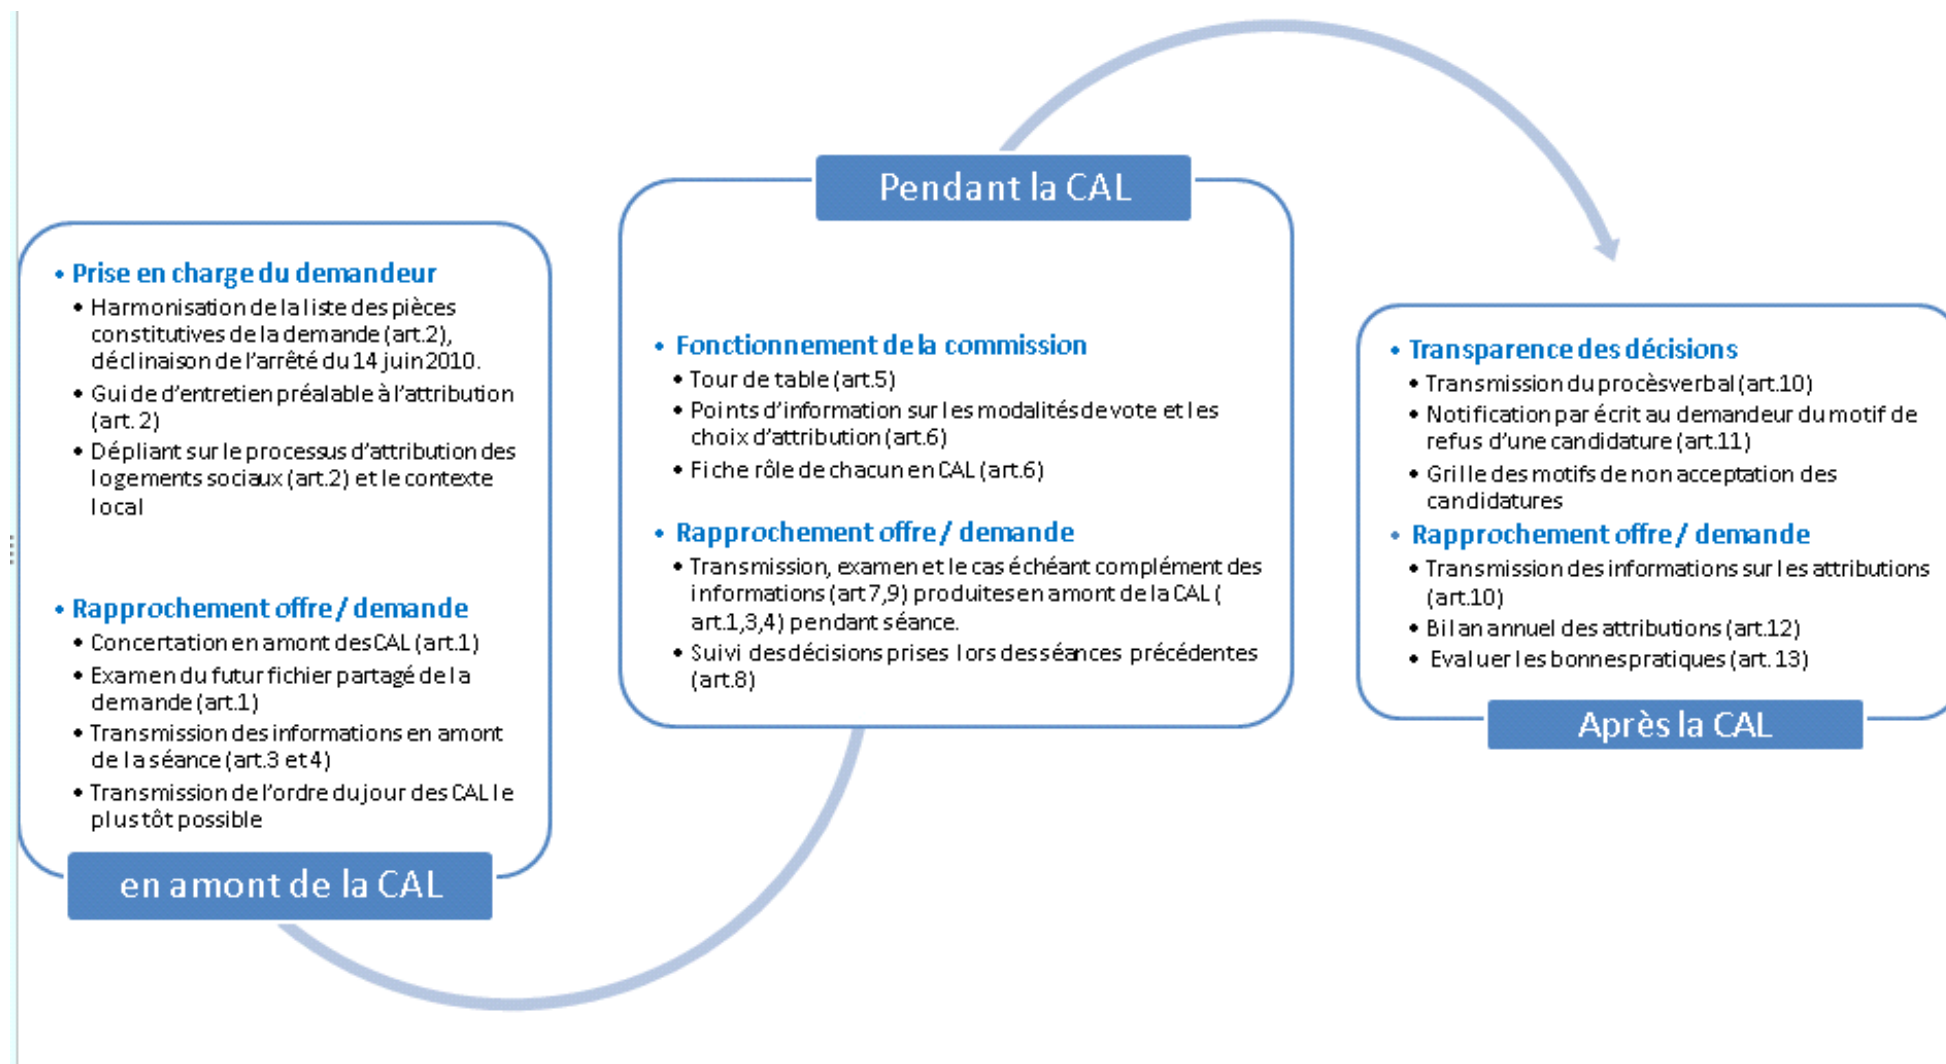 • Prise en charge du demandeur
• Harmonisation de la liste des pièces
constitutives de la demande (art.2),
déclinaison de l'arrêté du 14 juin 2010.
• Guide d'entretien préalable à l'attribution
(art. 2)
• Dépliant sur le processus d'attribution des
logements sociaux (art.2) et le contexte
local
• Rapprochement offre / demande
• Concertation en amont des CAL (art.1)
• Examen du futur fichier partagé de la
demande (art.1)
• Transmission des informations en amont
de la séance (art.3 et 4)
• Transmission de l'ordre du jour des CAL le
plus tôt possible
en amont de la CAL
Pendant la CAL
• Fonctionnement de la commission
• Tour de table (art.5)
• Points d'information sur les modalités de vote et les
choix d'attribution (art.6)
• Fiche rôle de chacun en CAL (art.6)
• Rapprochement offre / demande
• Transmission, examen et le cas échéant complément des
informations (art 7,9) produites en amont de la CAL (
art.1,3,4) pendant séance.
• Suivi des décisions prises lors des séances précédentes
(art.8)
• Transparence des décisions
• Transmission du procès verbal (art.10)
• Notification par écrit au demandeur du motif de
refus d'une candidature (art.11)
• Grille des motifs de non acceptation des
candidatures
• Rapprochement offre / demande
• Transmission des informations sur les attributions
(art.10)
• Bilan annuel des attributions (art.12)
• Evaluer les bonnes pratiques (art. 13)
Après la CAL